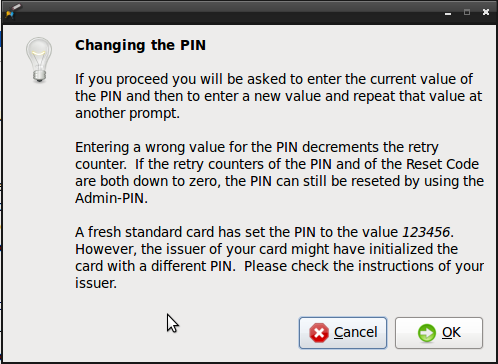 Changing the PIN
If you proceed you will be asked to enter the current value of
the PIN and then to enter a new value and repeat that value at
another prompt.
Entering a wrong value for the PIN decrements the retry
counter.  If the retry counters of the PIN and of the Reset Code
are both down to zero, the PIN can still be reseted by using the
Admin-PIN.
A fresh standard card has set the PIN to the value 123456.
However, the issuer of your card might have initialized the
card with a different PIN.  Please check the instructions of your
issuer.
Cancel
OK